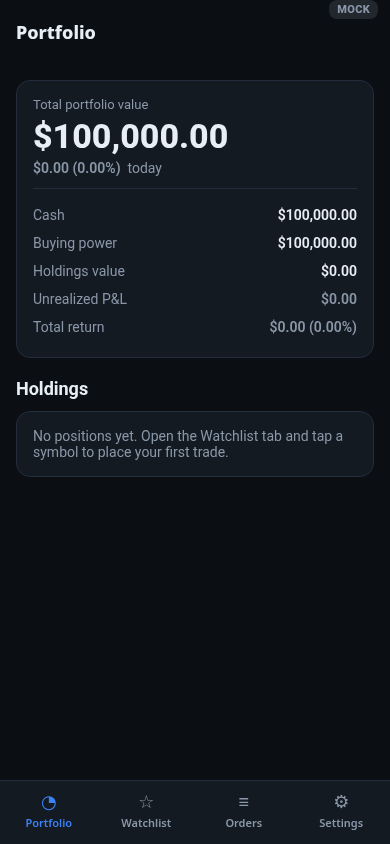 MOCK
Portfolio
Total portfolio value
$100,000.00
$0.00 (0.00%) today
Cash $100,000.00
Buying power $100,000.00
Holdings value $0.00
Unrealized P&L $0.00
Total return $0.00 (0.00%)
Holdings
No positions yet. Open the Watchlist tab and tap a
symbol to place your first trade.
Portfolio Watchlist Orders Settings